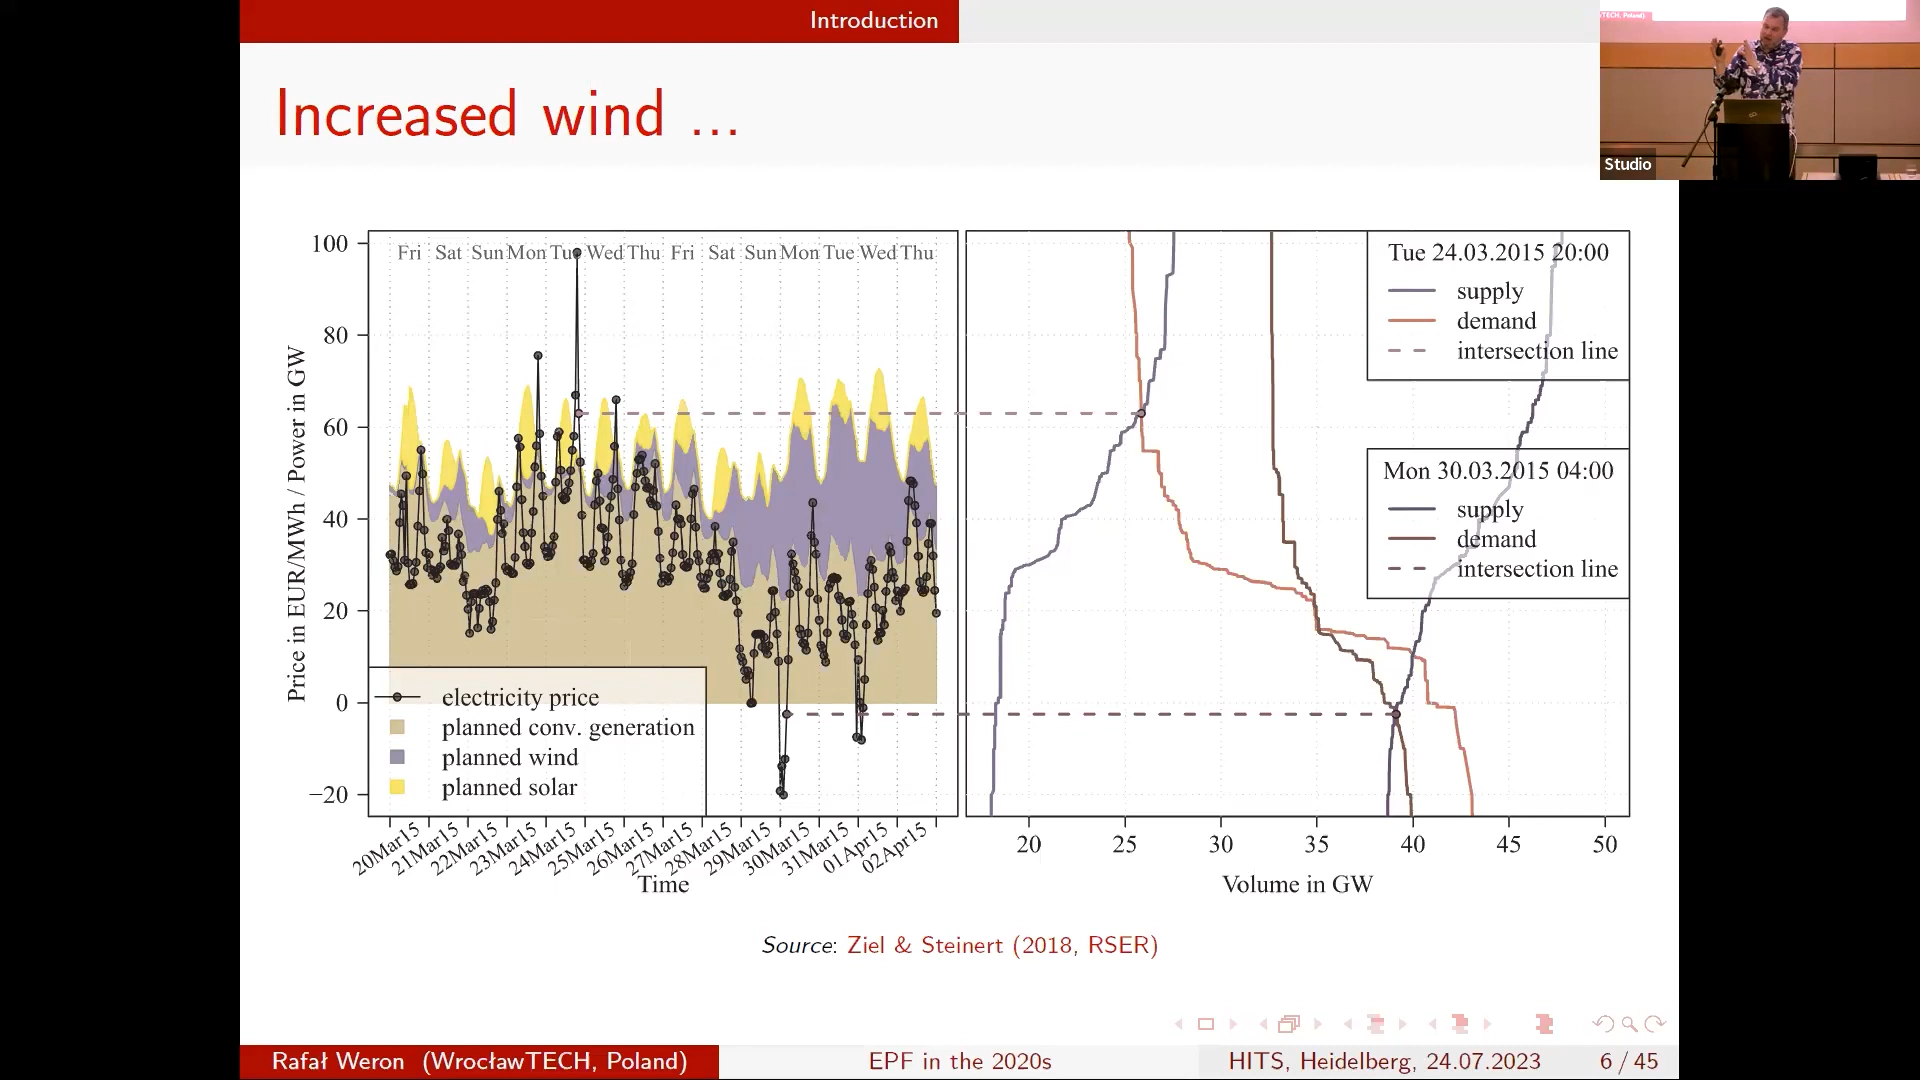 Introduction
TECH, Poland)
Studio
Increased wind ...
Price in EUR/MWh / Power in GW
100
80
60
40
20
0
−20
Fri Sat Sun Mon Tue Wed Thu Fri Sat Sun Mon Tue Wed Thu
electricity price
planned conv. generation
planned wind
planned solar
20Mar15
21Mar15
22Mar15
23Mar15
24Mar15
25Mar15
26Mar15
27Mar15
28Mar15
29Mar15
30Mar15
31Mar15
01Apr15
02Apr15
Time
Tue 24.03.2015 20:00
supply
demand
intersection line
Mon 30.03.2015 04:00
supply
demand
intersection line
20 25 30 35 40 45 50
Volume in GW
Source: Ziel & Steinert (2018, RSER)
Rafał Weron (WrocławTECH, Poland) EPF in the 2020s HITS, Heidelberg, 24.07.2023 6 / 45